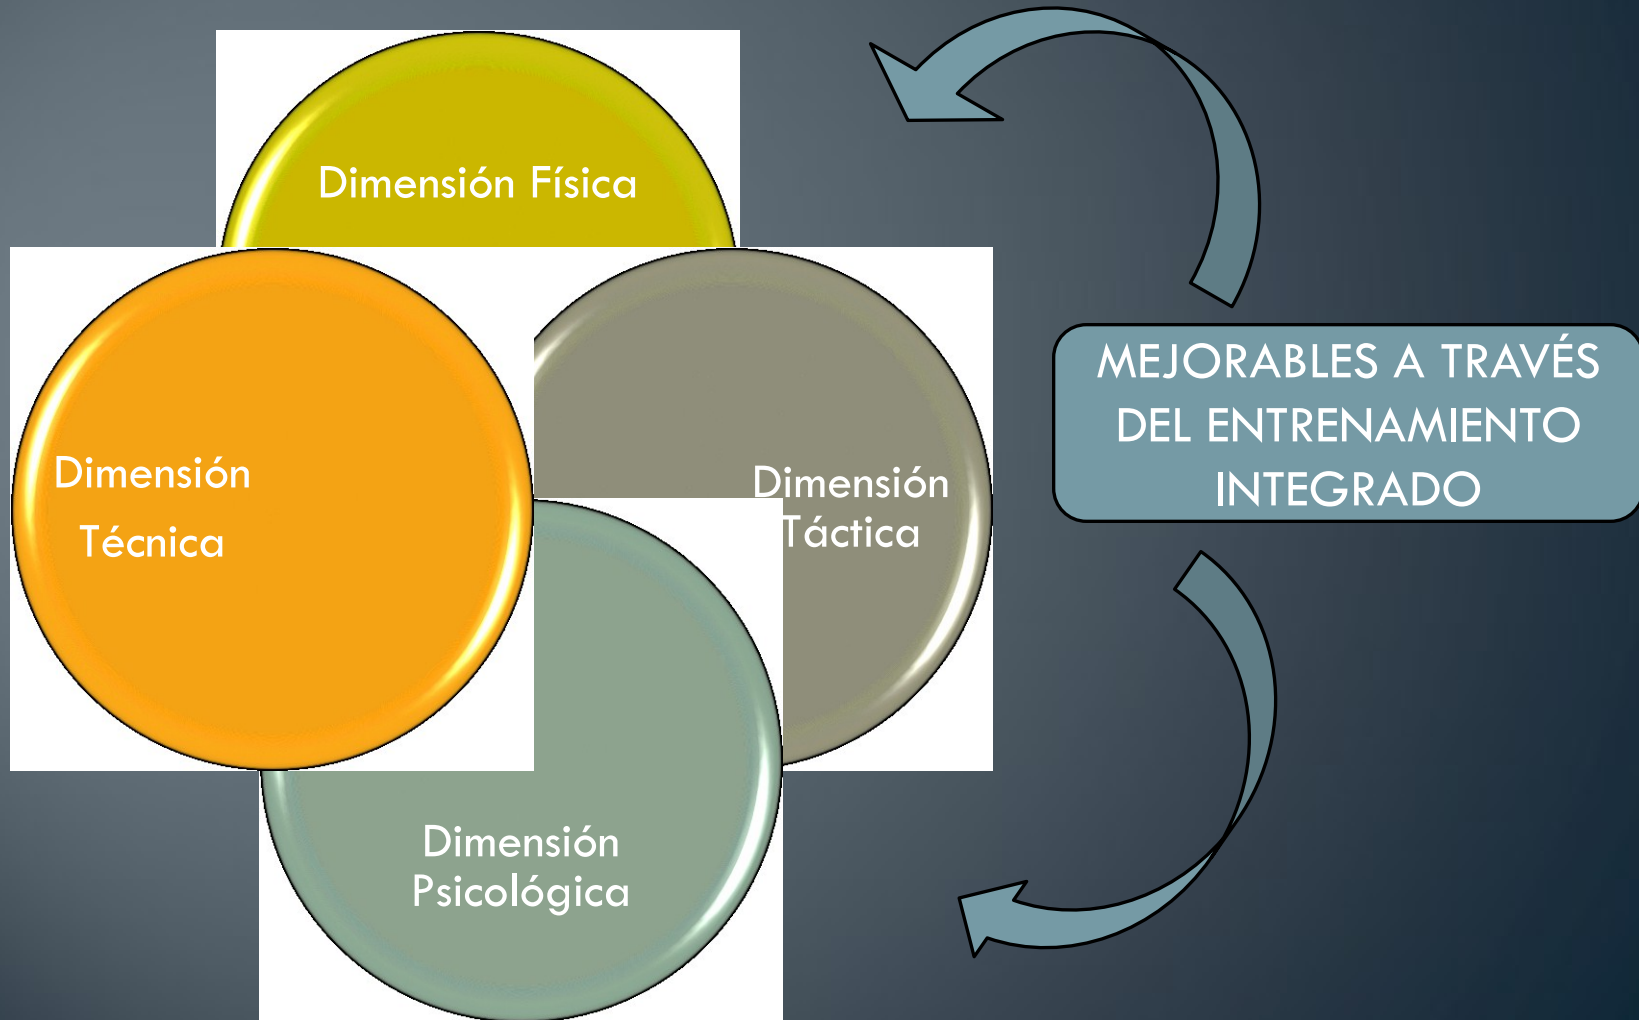 Dimensión Física
Dimensión
Técnica
Dimensión
Táctica
Dimensión
Psicológica
MEJORABLES A TRAVÉS
DEL ENTRENAMIENTO
INTEGRADO